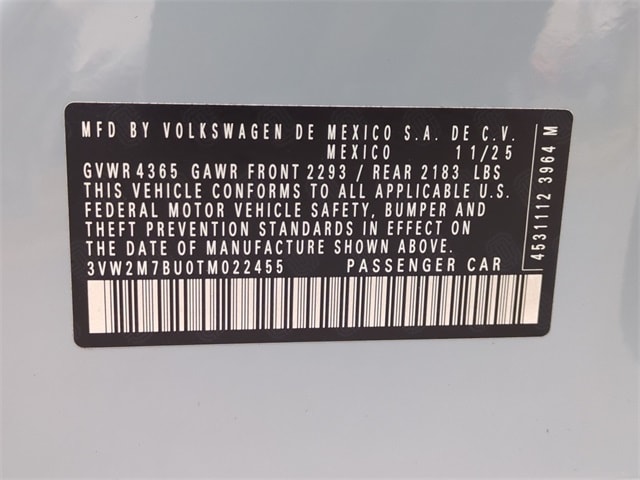 MFD BY VOLKSWAGEN DE MEXICO S.A. DE C.V.
MEXICO 11/25
GVWR 4365 GAWR FRONT 2293 / REAR 2183 LBS
THIS VEHICLE CONFORMS TO ALL APPLICABLE U.S.
FEDERAL MOTOR VEHICLE SAFETY, BUMPER AND
THEFT PREVENTION STANDARDS IN EFFECT ON
THE DATE OF MANUFACTURE SHOWN ABOVE.
3VW2M7BU0TM022455 PASSENGER CAR
4531112 3964 M